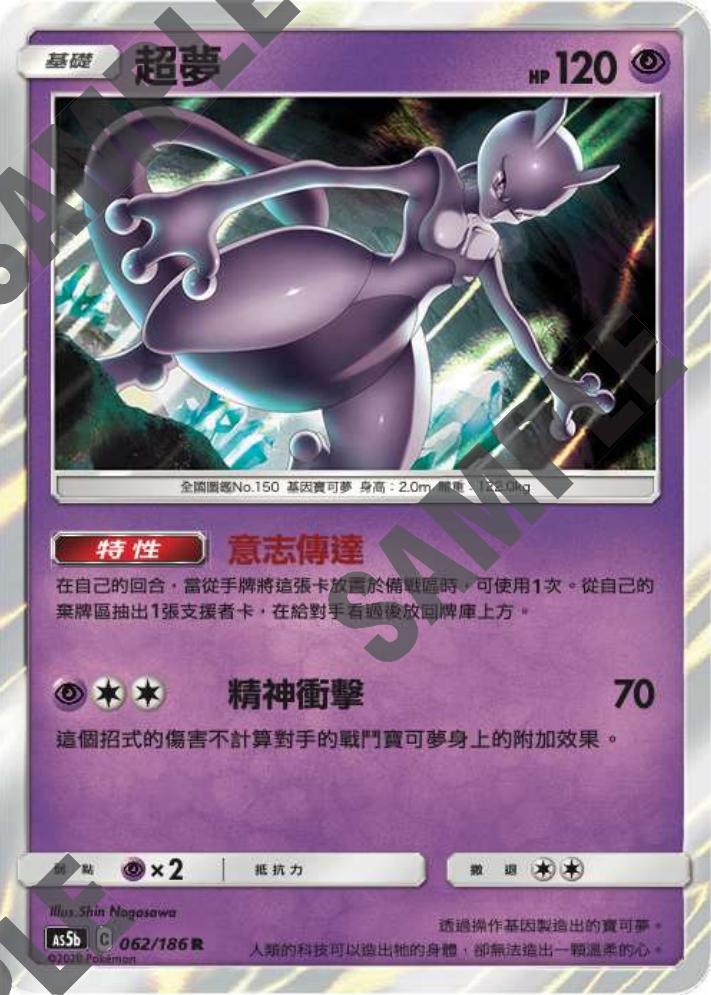 基礎 超夢 HP 120
全國圖鑑No.150 基因寶可夢 身高：2.0m 體重：122.0kg
特性 意志傳達
在自己的回合，當從手牌將這張卡放置於備戰區時，可使用1次。從自己的
棄牌區抽出1張支援者卡，在給對手看過後放回牌庫上方。
精神衝擊 70
這個招式的傷害不計算對手的戰鬥寶可夢身上的附加效果。
弱點 ×2 抵抗力 撤退
Illus.Shin Nagasawa
AS5b C 062/186 R
©2020 Pokémon
透過操作基因製造出的寶可夢。
人類的科技可以造出牠的身體，卻無法造出一顆溫柔的心。
SAMPLE
SAMPLE
SAMPLE